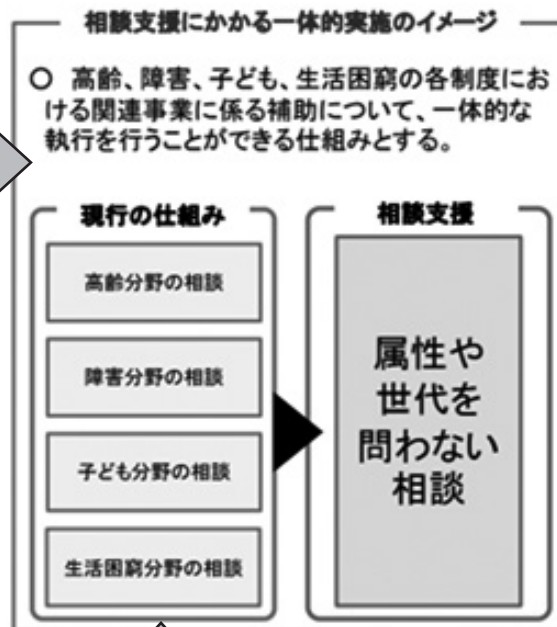 相談支援にかかる一体的実施のイメージ
○ 高齢、障害、子ども、生活困窮の各制度にお
ける関連事業に係る補助について、一体的な
執行を行うことができる仕組みとする。
現行の仕組み
高齢分野の相談
障害分野の相談
子ども分野の相談
生活困窮分野の相談
相談支援
属性や
世代を
問わない
相談